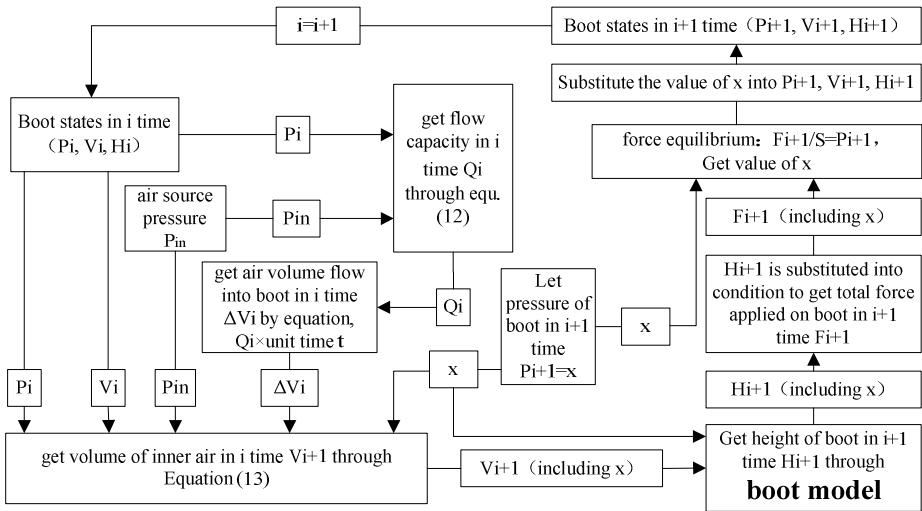 i=i+1
Boot states in i+1 time（Pi+1, Vi+1, Hi+1）
Substitute the value of x into Pi+1, Vi+1, Hi+1
Boot states in i time
（Pi, Vi, Hi）
Pi
get flow
capacity in i
time Qi
through equ.
(12)
force equilibrium：Fi+1/S=Pi+1，
Get value of x
air source
pressure
Pin
Pin
Fi+1（including x）
get air volume flow
into boot in i time
ΔVi by equation,
Qi×unit time t
Qi
Let
pressure of
boot in i+1
time
Pi+1=x
x
Hi+1 is substituted into
condition to get total force
applied on boot in i+1
time Fi+1
x
Pi
Vi
Pin
ΔVi
Hi+1（including x）
get volume of inner air in i time Vi+1 through
Equation (13)
Vi+1（including x）
Get height of boot in i+1
time Hi+1 through
boot model